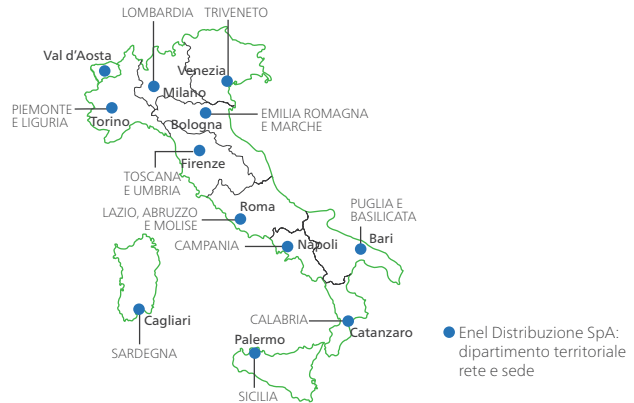 LOMBARDIA
TRIVENETO
Val d’Aosta
Venezia
Milano
PIEMONTE
E LIGURIA
Torino
EMILIA ROMAGNA
E MARCHE
Bologna
Firenze
TOSCANA
E UMBRIA
PUGLIA E
BASILICATA
LAZIO, ABRUZZO
E MOLISE
Roma
CAMPANIA
Napoli
Bari
Cagliari
SARDEGNA
CALABRIA
Catanzaro
Palermo
SICILIA
Enel Distribuzione SpA:
dipartimento territoriale
rete e sede